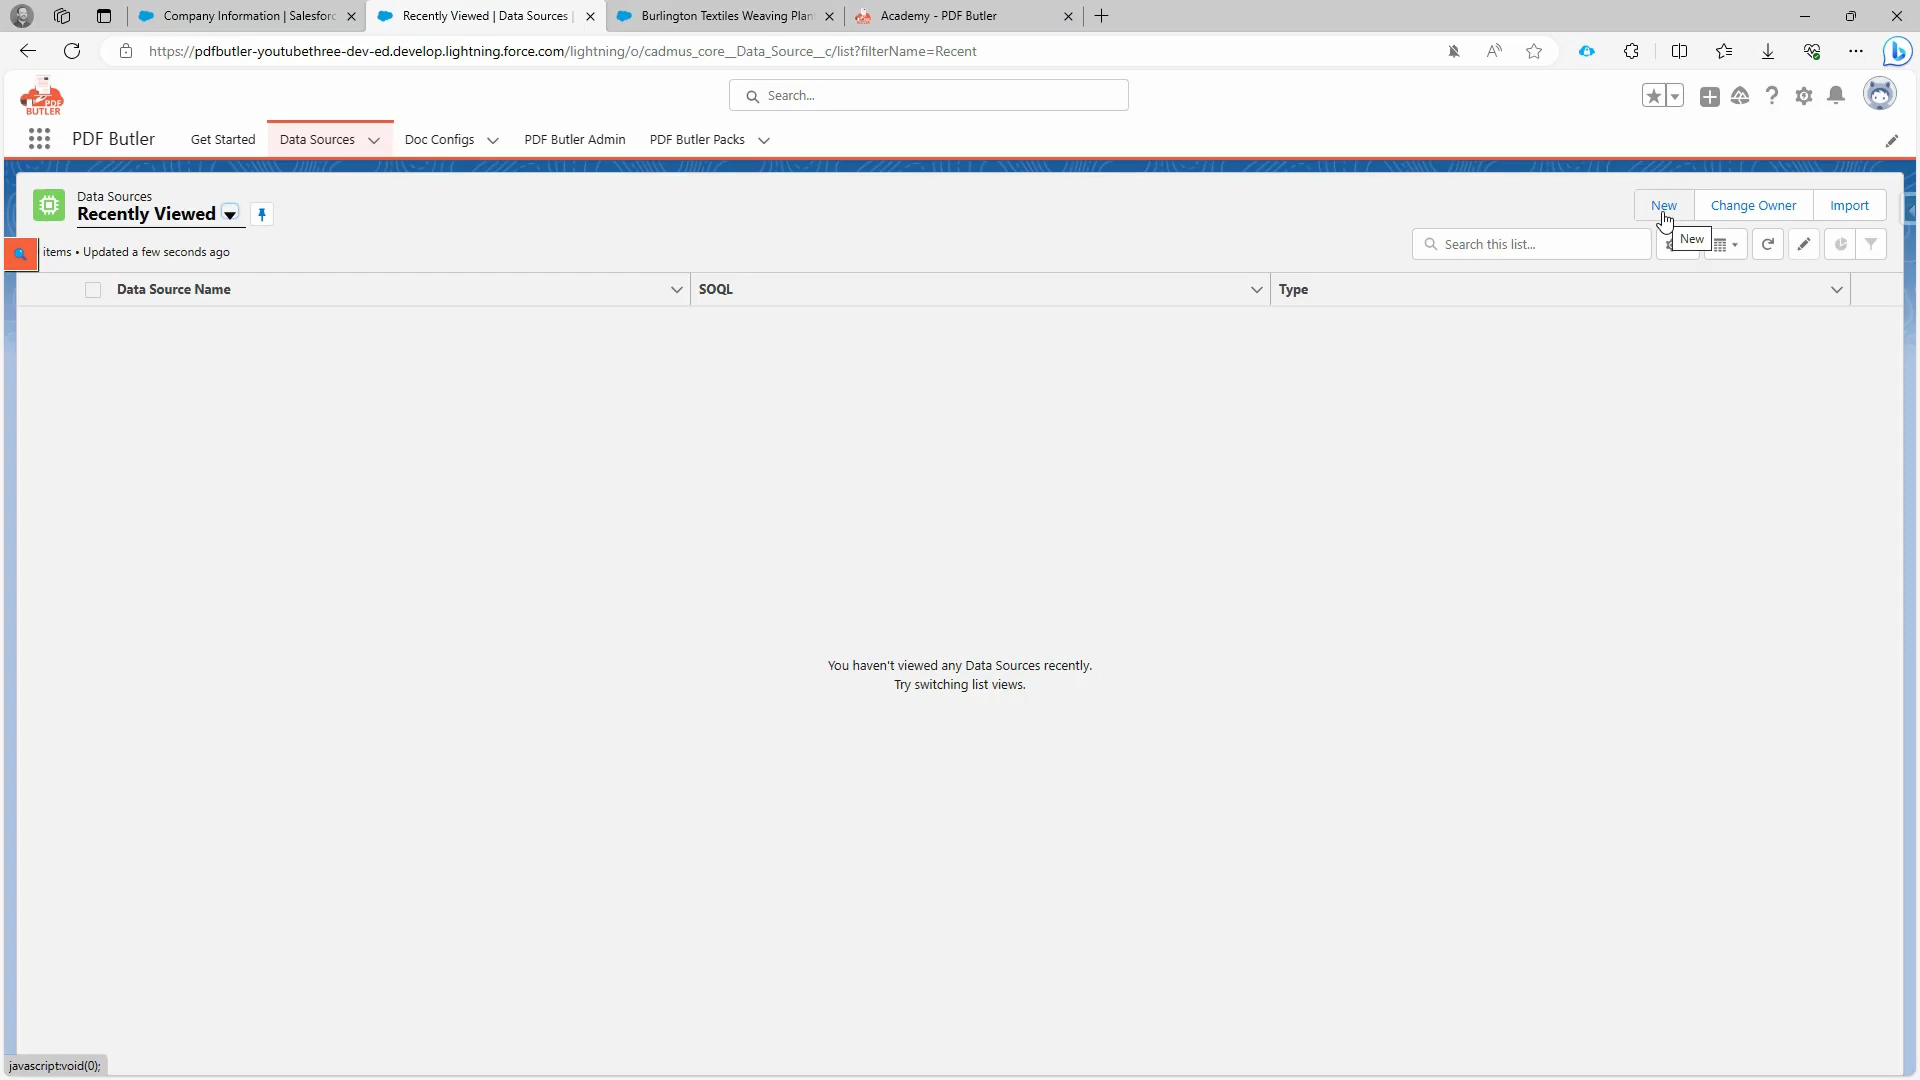 Company Information | Salesforc
Recently Viewed | Data Sources |
Burlington Textiles Weaving Plan
Academy - PDF Butler
https://pdfbutler-youtubethree-dev-ed.develop.lightning.force.com/lightning/o/cadmus_core__Data_Source__c/list?filterName=Recent
PDF
BUTLER
Search...
PDF Butler
Get Started
Data Sources
Doc Configs
PDF Butler Admin
PDF Butler Packs
Data Sources
Recently Viewed
New
Change Owner
Import
items • Updated a few seconds ago
Search this list...
New
Data Source Name
SOQL
Type
You haven't viewed any Data Sources recently.
Try switching list views.
javascript:void(0);